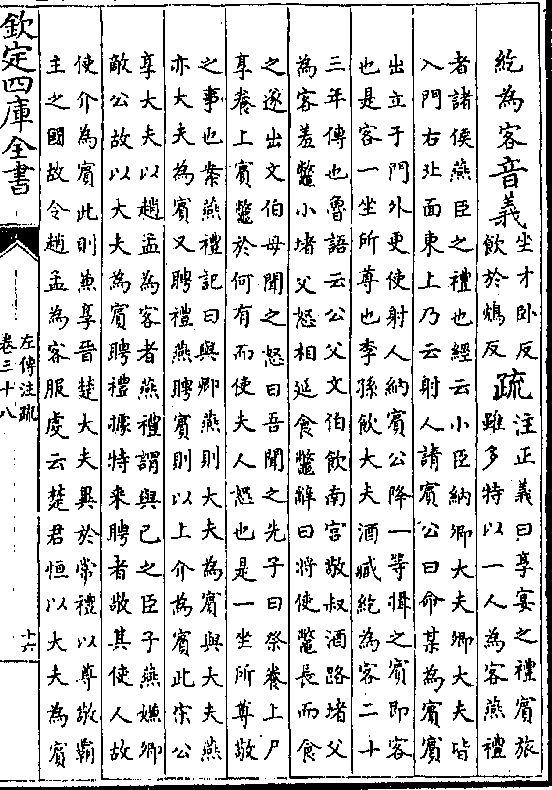 紇為客音義坐才卧反
飲於鴆反疏注正義曰享宴之禮賓旅
雖多特以一人為客燕禮
者諸侯燕臣之禮也經云小臣納卿大夫卿大夫皆
入門右北面東上乃云射人請賓公曰命某為賓賓
出立于門外更使射人納賓公降一等揖之賓即客
也是客一坐所尊也季孫飲大夫酒臧紇為客二十
三年傳也魯語云公父文伯飲南宮敬叔酒路堵父
為客羞鼈小堵父怒相延食鼈辭曰將使鼈長而食
之遂出文伯母聞之怒曰吾聞之先子曰祭養上尸
享養上賓鼈於何有而使夫人怒也是一坐所尊敬
之事也案燕禮記曰與卿燕則大夫為賓與大夫燕
亦大夫為賓又聘禮燕聘賓則以上介為賓此宋公
享大夫以趙孟為客者燕禮謂與己之臣子燕嫌卿
敵公故以大夫為賓聘禮據特來聘者敬其使人故
使介為賓此則兼享晉楚大夫異於常禮以尊敬霸
主之國故令趙孟為客服虔云楚君恒以大夫為賓
欽定四庫全書
左傳注疏
卷三十八
十六